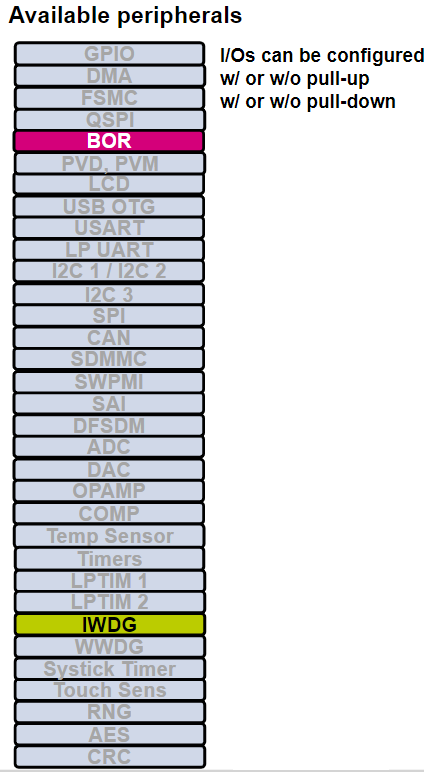 Available peripherals
GPIO
I/Os can be configured
w/ or w/o pull-up
w/ or w/o pull-down
DMA
FSMC
QSPI
BOR
PVD, PVM
LCD
USB OTG
USART
LP UART
I2C 1 / I2C 2
I2C 3
SPI
CAN
SDMMC
SWPMI
SAI
DFSDM
ADC
DAC
OPAMP
COMP
Temp Sensor
Timers
LPTIM 1
LPTIM 2
IWDG
WWDG
Systick Timer
Touch Sens
RNG
AES
CRC